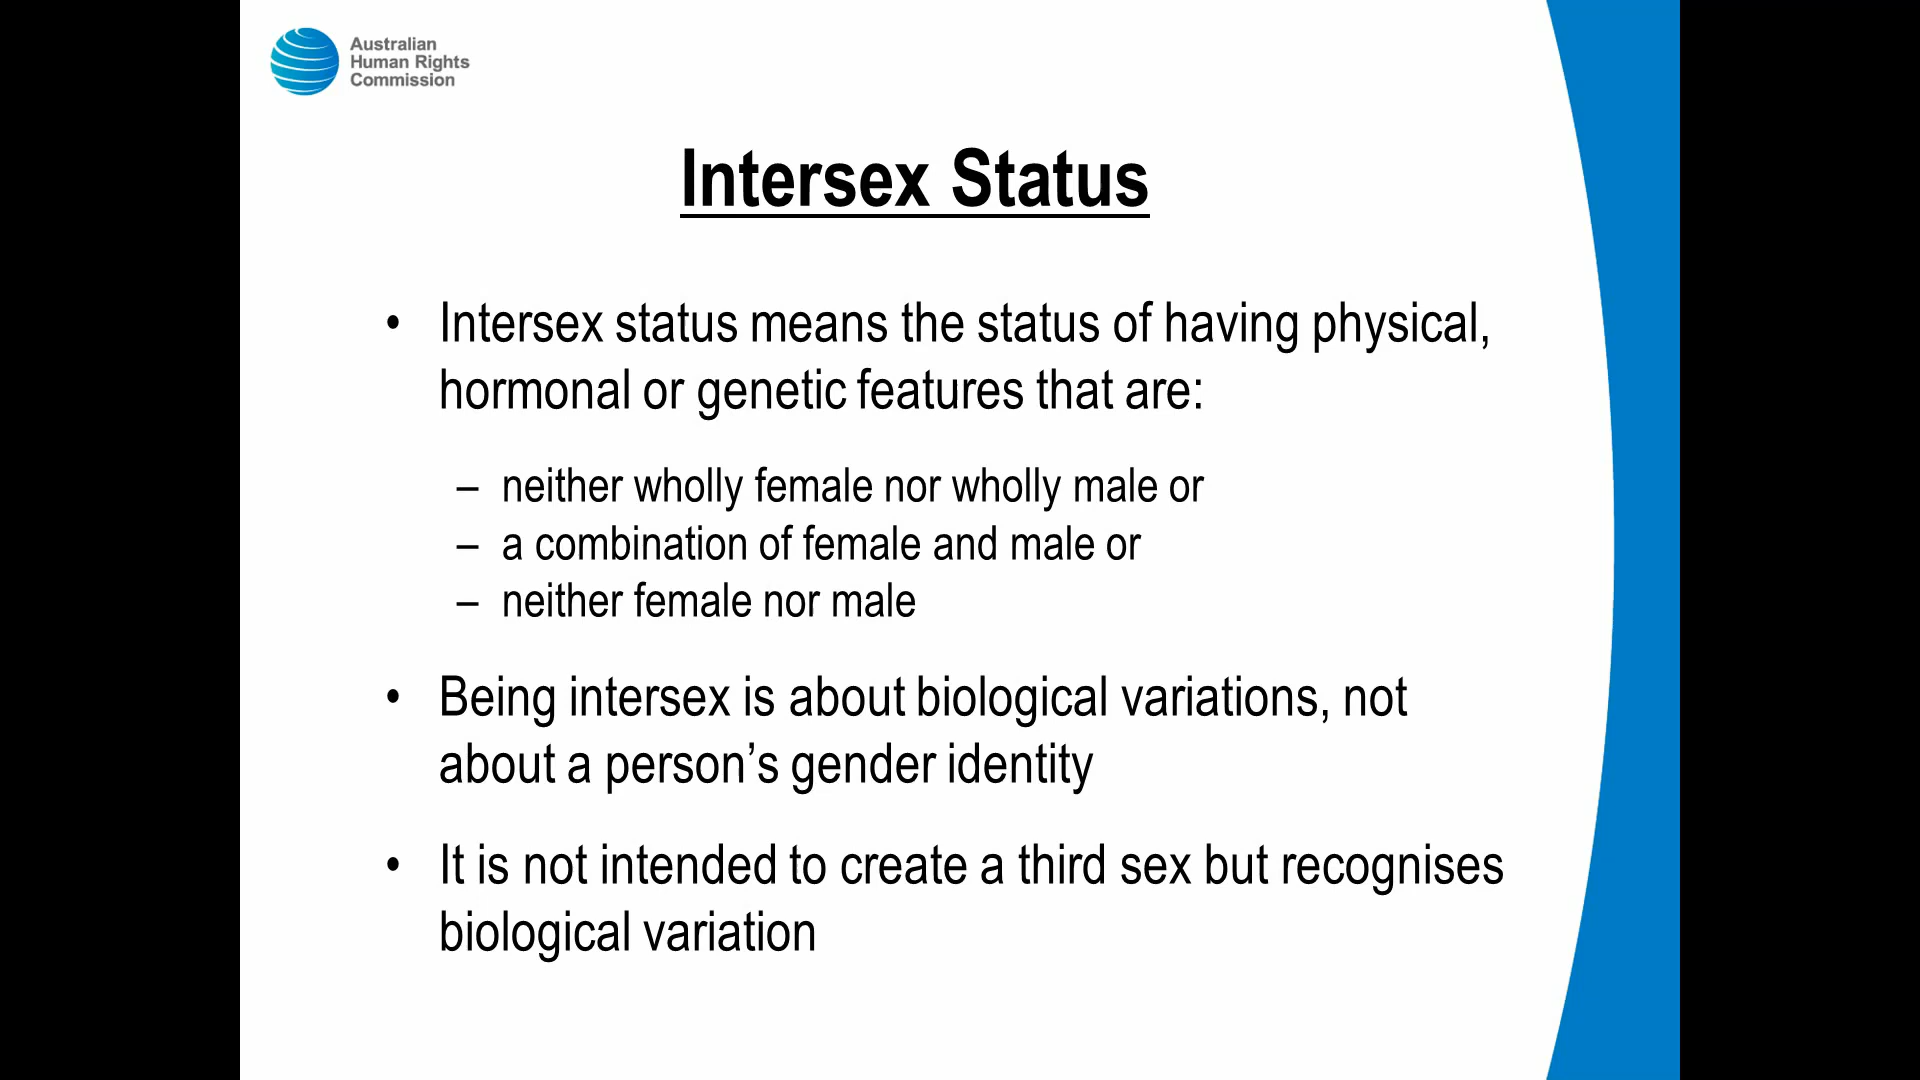 Australian
Human Rights
Commission
Intersex Status
• Intersex status means the status of having physical,
hormonal or genetic features that are:
– neither wholly female nor wholly male or
– a combination of female and male or
– neither female nor male
• Being intersex is about biological variations, not
about a person’s gender identity
• It is not intended to create a third sex but recognises
biological variation